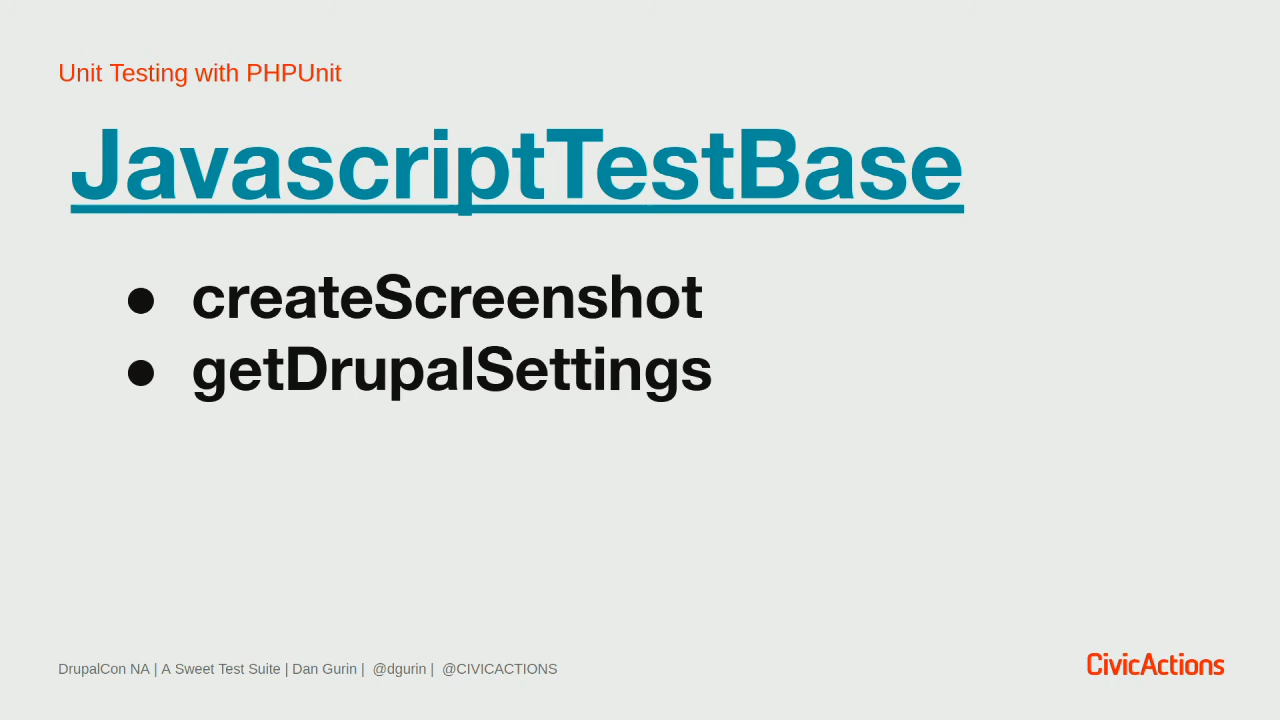 Unit Testing with PHPUnit
JavascriptTestBase
● createScreenshot
● getDrupalSettings
DrupalCon NA | A Sweet Test Suite | Dan Gurin | @dgurin | @CIVICACTIONS
CivicActions